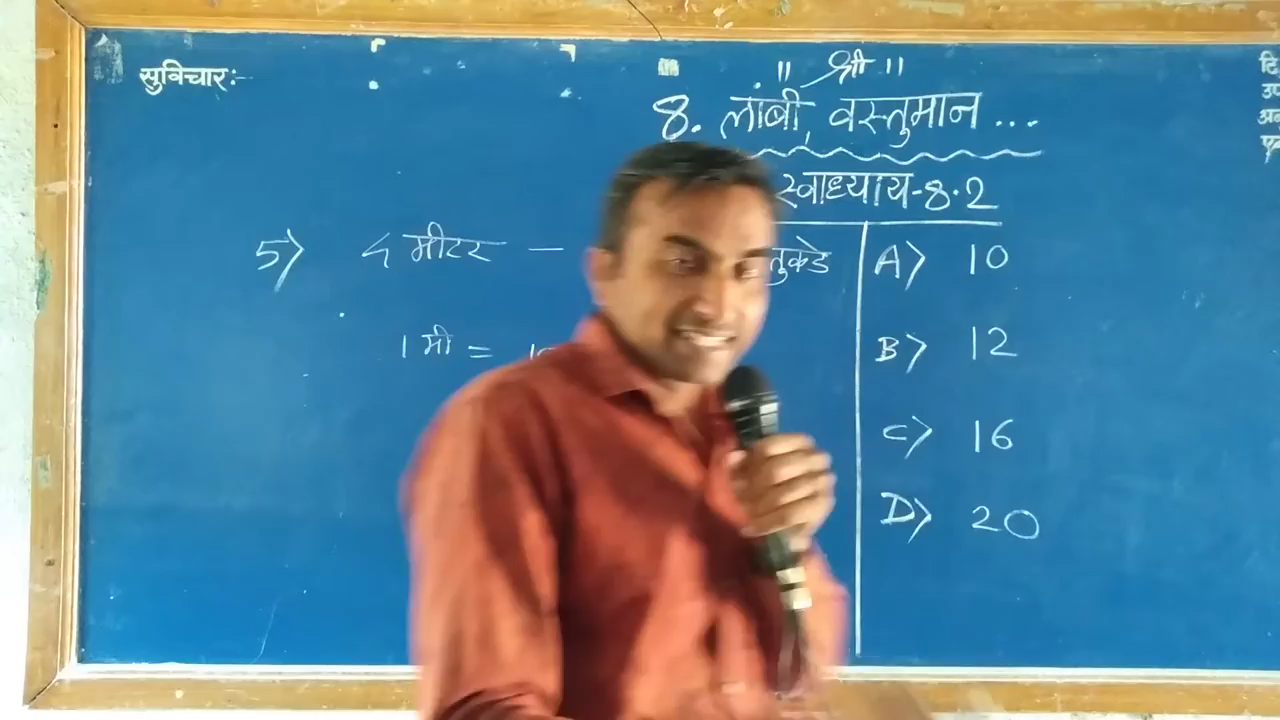 ॥ श्री ॥
सुविचार:-
8. लांबी, वस्तुमान ...
स्वाध्याय-8.2
5) 4 मीटर — तुकडे
A) 10
1 मी =
B) 12
C) 16
D) 20